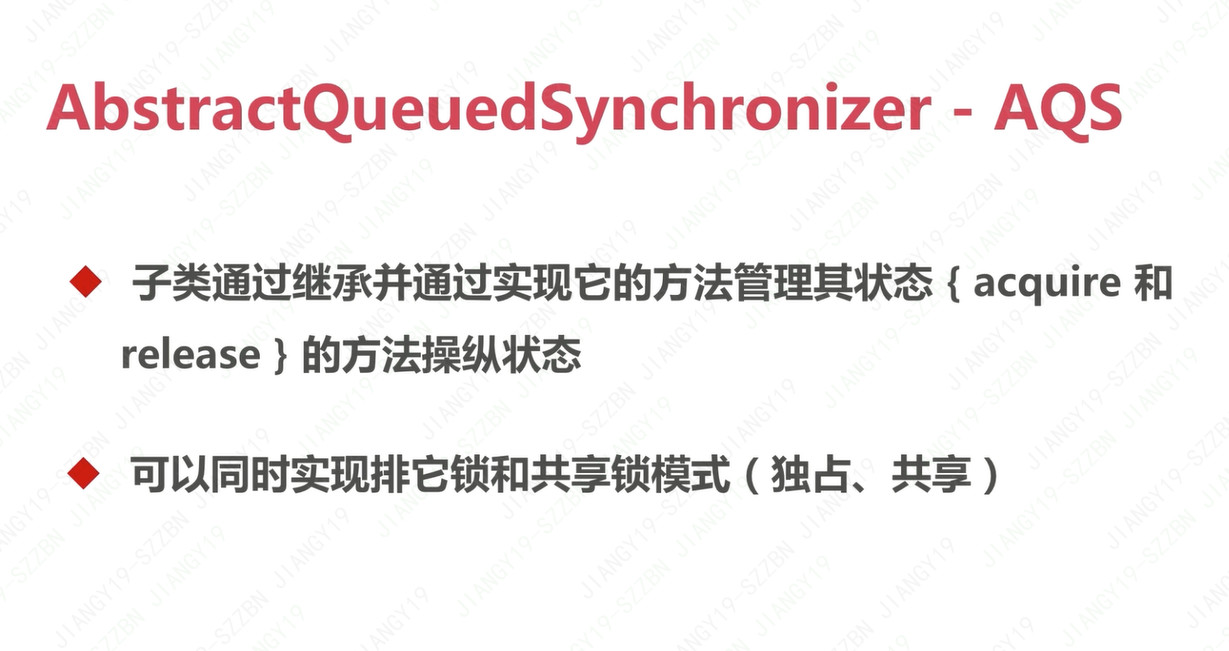 AbstractQueuedSynchronizer - AQS
子类通过继承并通过实现它的方法管理其状态 { acquire 和
release } 的方法操纵状态
可以同时实现排它锁和共享锁模式（独占、共享）
JIANGY19-SZZBN